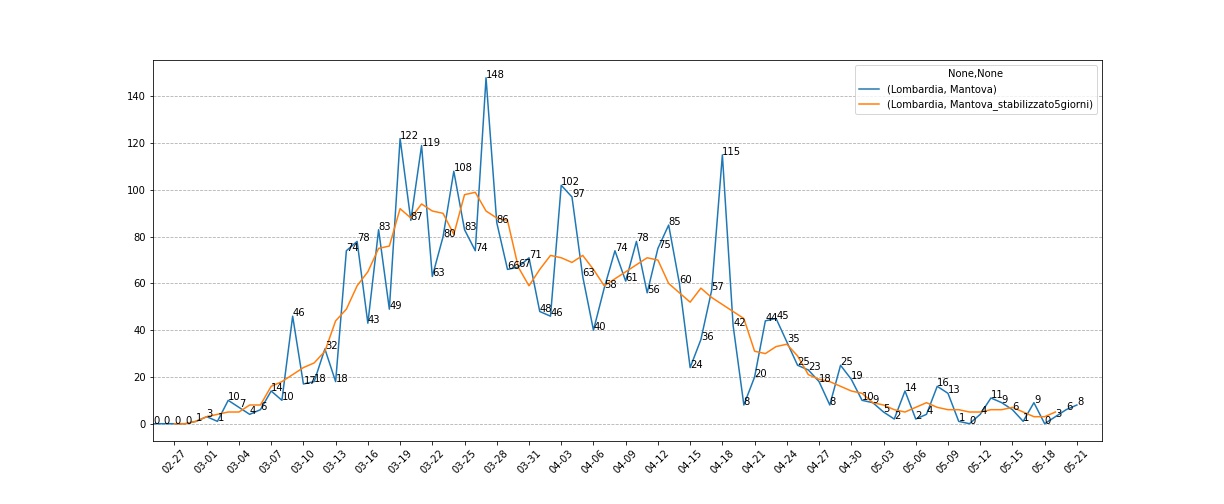 None,None
(Lombardia, Mantova)
(Lombardia, Mantova_stabilizzato5giorni)
140
120
100
80
60
40
20
0
0 0 0 0 1 3 1 10 7 4 6 14 10 46 17 18 32 18 74 78 43 83 49 122 87 119 63 80 108 83 74 148 86 66 67 71 48 46 102 97 63 40 58 74 61 78 56 75 85 60 24 36 57 115 42 8 20 44 45 35 25 23 18 8 25 19 10 9 5 2 14 2 4 16 13 1 0 4 11 9 6 1 9 0 3 6 8
02-27 03-01 03-04 03-07 03-10 03-13 03-16 03-19 03-22 03-25 03-28 03-31 04-03 04-06 04-09 04-12 04-15 04-18 04-21 04-24 04-27 04-30 05-03 05-06 05-09 05-12 05-15 05-18 05-21